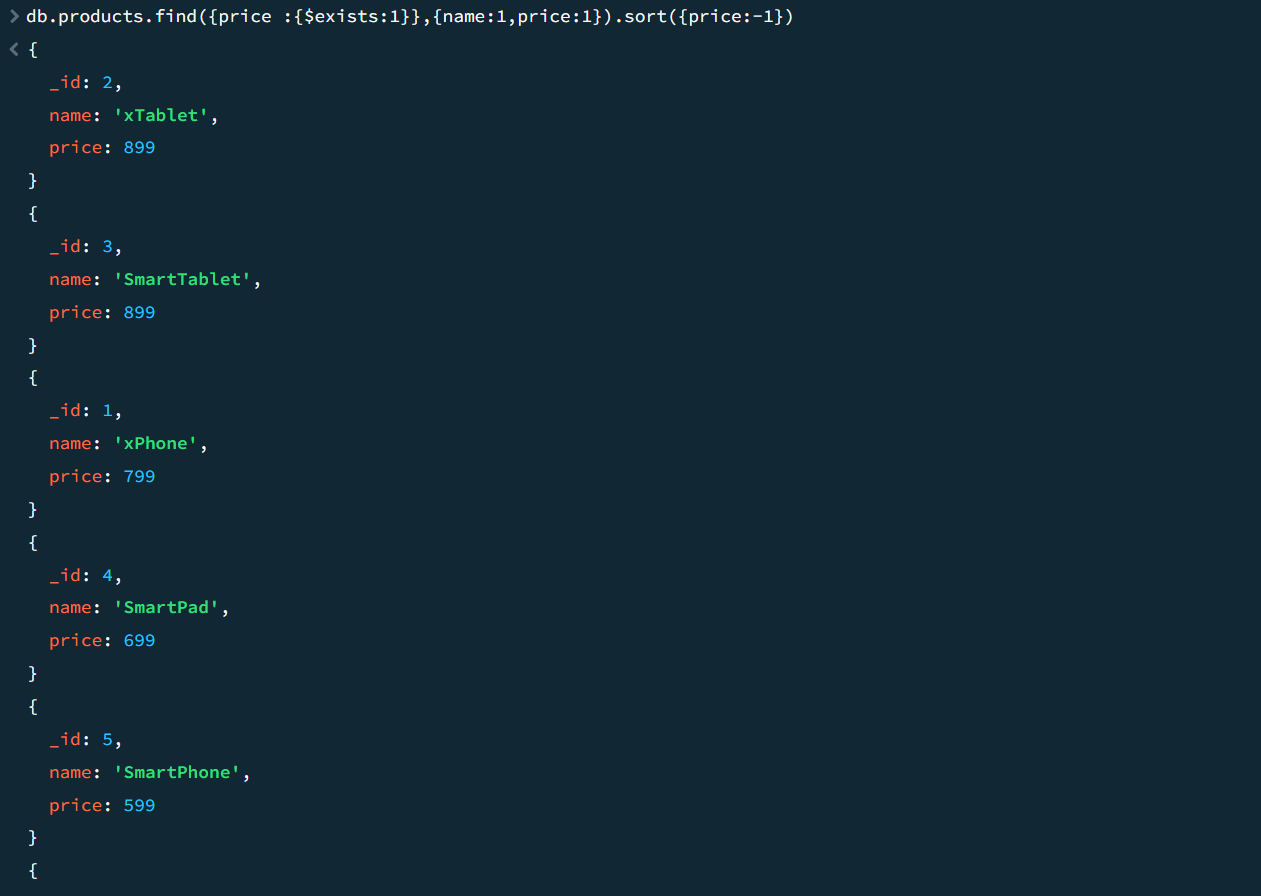 > db.products.find({price :{$exists:1}},{name:1,price:1}).sort({price:-1})
< {
_id: 2,
name: 'xTablet',
price: 899
}
{
_id: 3,
name: 'SmartTablet',
price: 899
}
{
_id: 1,
name: 'xPhone',
price: 799
}
{
_id: 4,
name: 'SmartPad',
price: 699
}
{
_id: 5,
name: 'SmartPhone',
price: 599
}
{